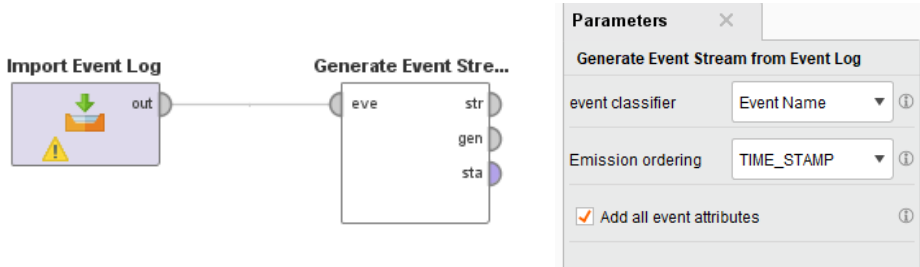 Import Event Log
out
Generate Event Stre...
eve
str
gen
sta
Parameters
Generate Event Stream from Event Log
event classifier
Event Name
Emission ordering
TIME_STAMP
Add all event attributes